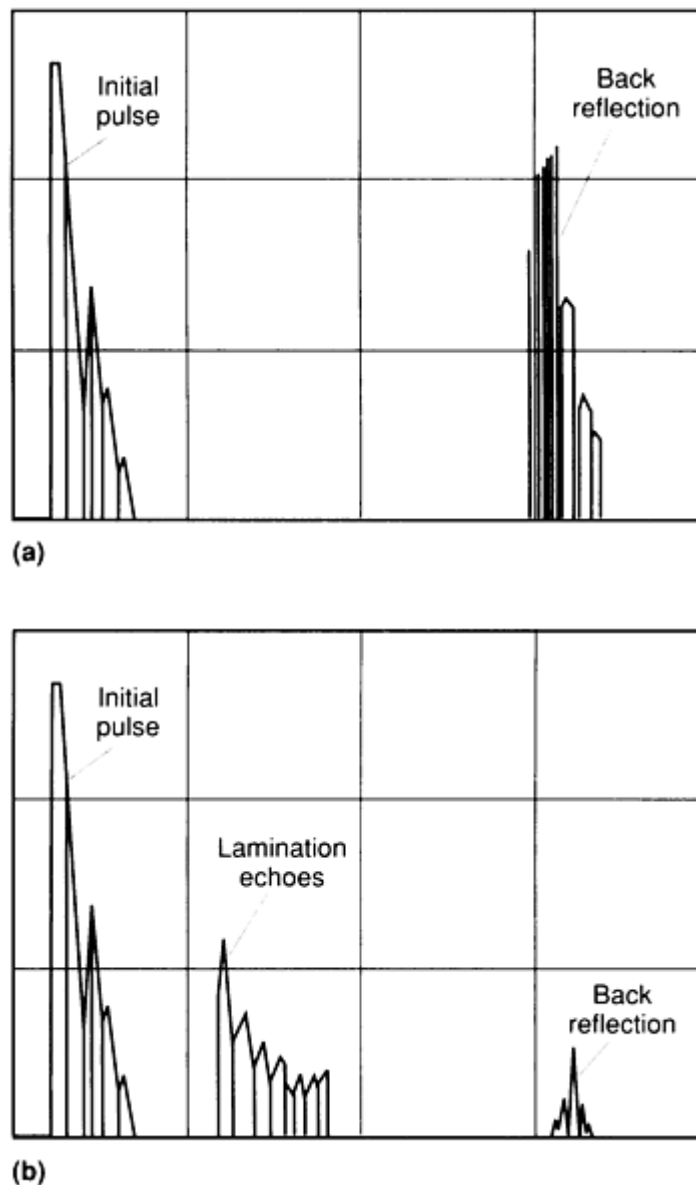 Initial
pulse
Back
reflection
(a)
Initial
pulse
Lamination
echoes
Back
reflection
(b)